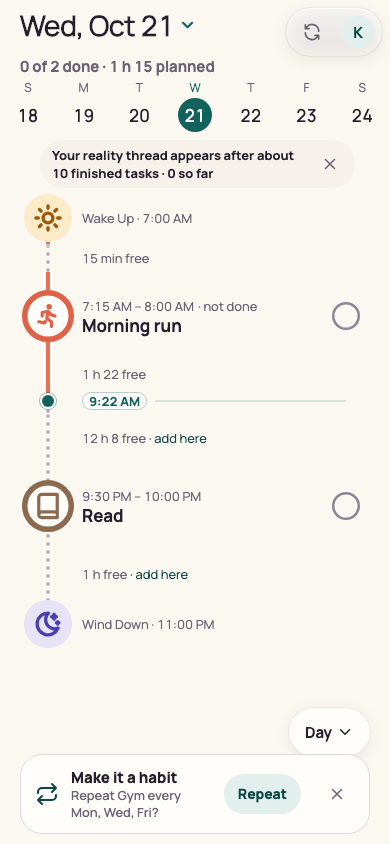 Wed, Oct 21
K
0 of 2 done · 1 h 15 planned
S M T W T F S
18 19 20 21 22 23 24
Your reality thread appears after about
10 finished tasks · 0 so far
Wake Up · 7:00 AM
15 min free
7:15 AM – 8:00 AM · not done
Morning run
1 h 22 free
9:22 AM
12 h 8 free · add here
9:30 PM – 10:00 PM
Read
1 h free · add here
Wind Down · 11:00 PM
Day
Make it a habit
Repeat Gym every
Mon, Wed, Fri?
Repeat